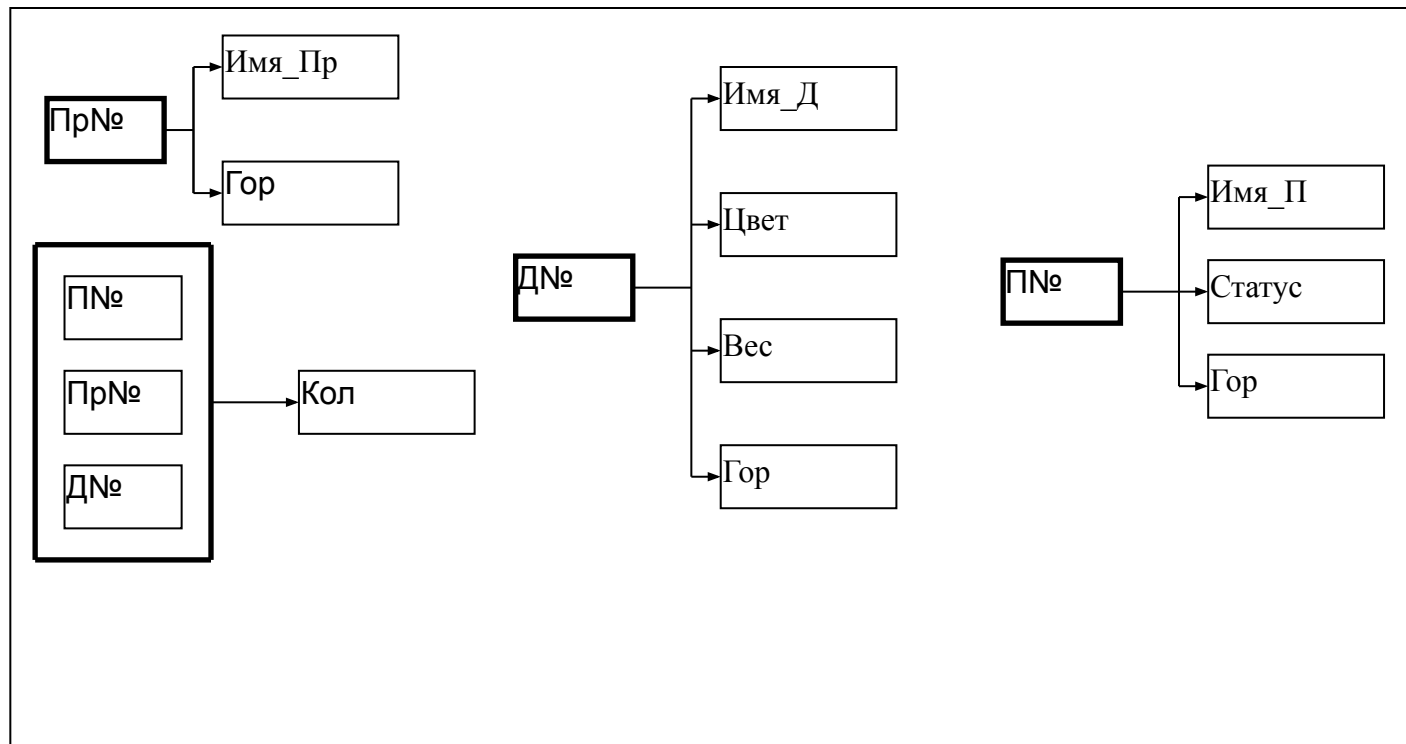 Имя_Пр
Пр№
Гор
П№
Пр№
Д№
Кол
Имя_Д
Цвет
Д№
Вес
Гор
Имя_П
П№
Статус
Гор